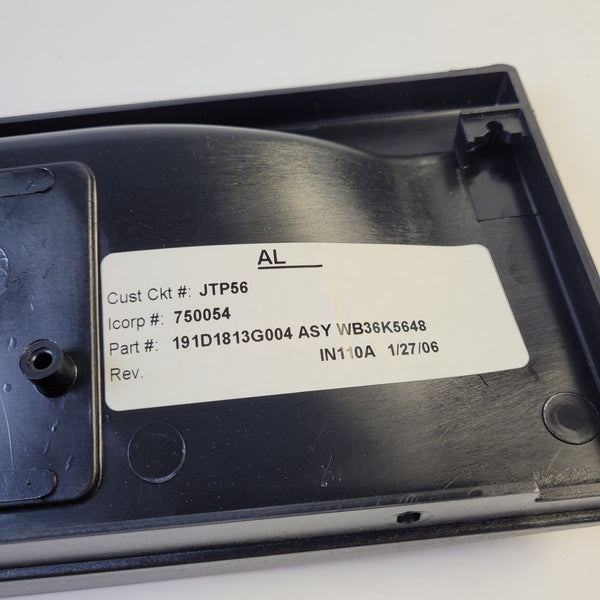 AL
Cust Ckt #: JTP56
Icorp #: 750054
Part #: 191D1813G004 ASY WB36K5648
Rev. IN110A 1/27/06